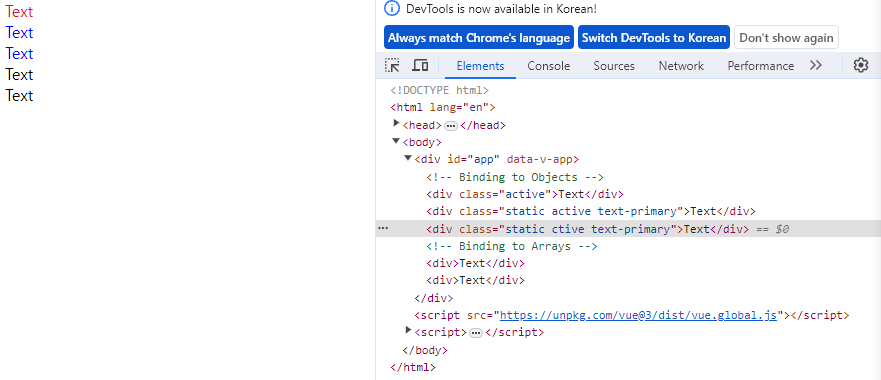 Text
Text
Text
Text
Text
DevTools is now available in Korean!
Always match Chrome's language Switch DevTools to Korean Don't show again
Elements Console Sources Network Performance
<!DOCTYPE html>
<html lang="en">
<head> </head>
<body>
<div id="app" data-v-app>
<!-- Binding to Objects -->
<div class="active">Text</div>
<div class="static active text-primary">Text</div>
<div class="static ctive text-primary">Text</div> == $0
<!-- Binding to Arrays -->
<div>Text</div>
<div>Text</div>
</div>
<script src="https://unpkg.com/vue@3/dist/vue.global.js"></script>
<script> </script>
</body>
</html>